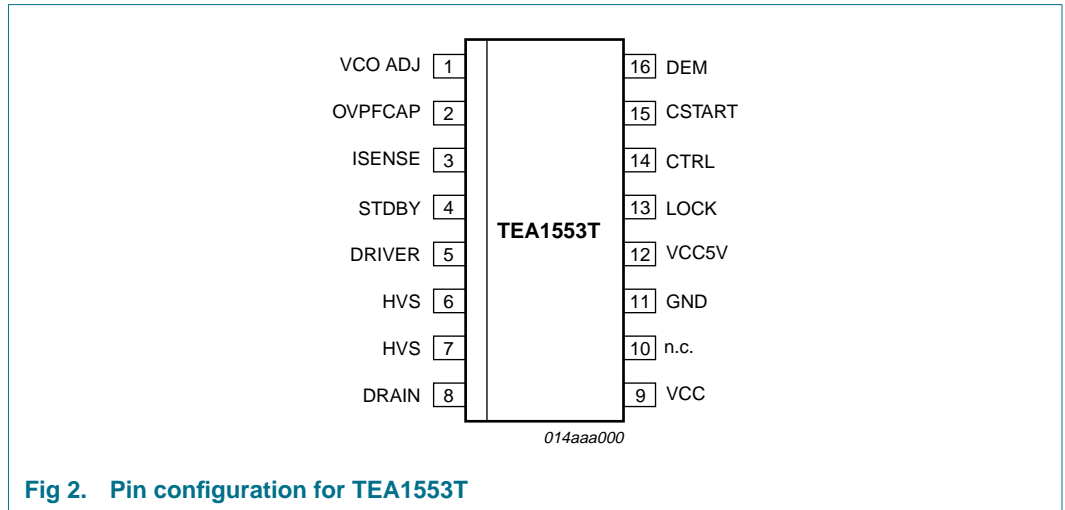 VCO ADJ 1
OVPFCAP 2
ISENSE 3
STDBY 4
DRIVER 5
HVS 6
HVS 7
DRAIN 8
TEA1553T
16 DEM
15 CSTART
14 CTRL
13 LOCK
12 VCC5V
11 GND
10 n.c.
9 VCC
014aaa000
Fig 2. Pin configuration for TEA1553T